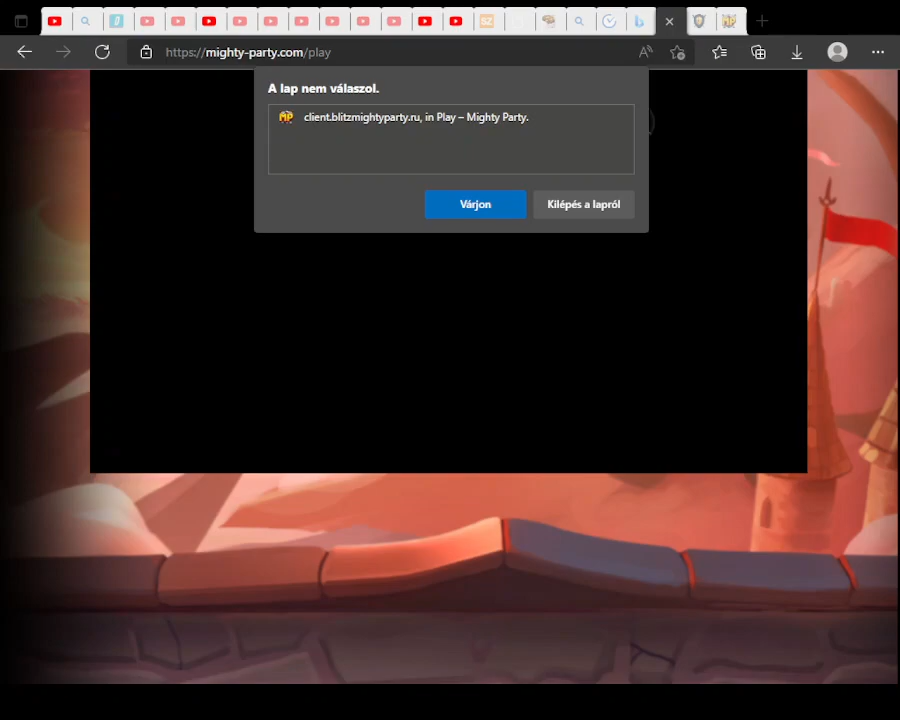 https://mighty-party.com/play
A lap nem válaszol.
client.blitzmightyparty.ru, in Play – Mighty Party.
Várjon
Kilépés a lapról